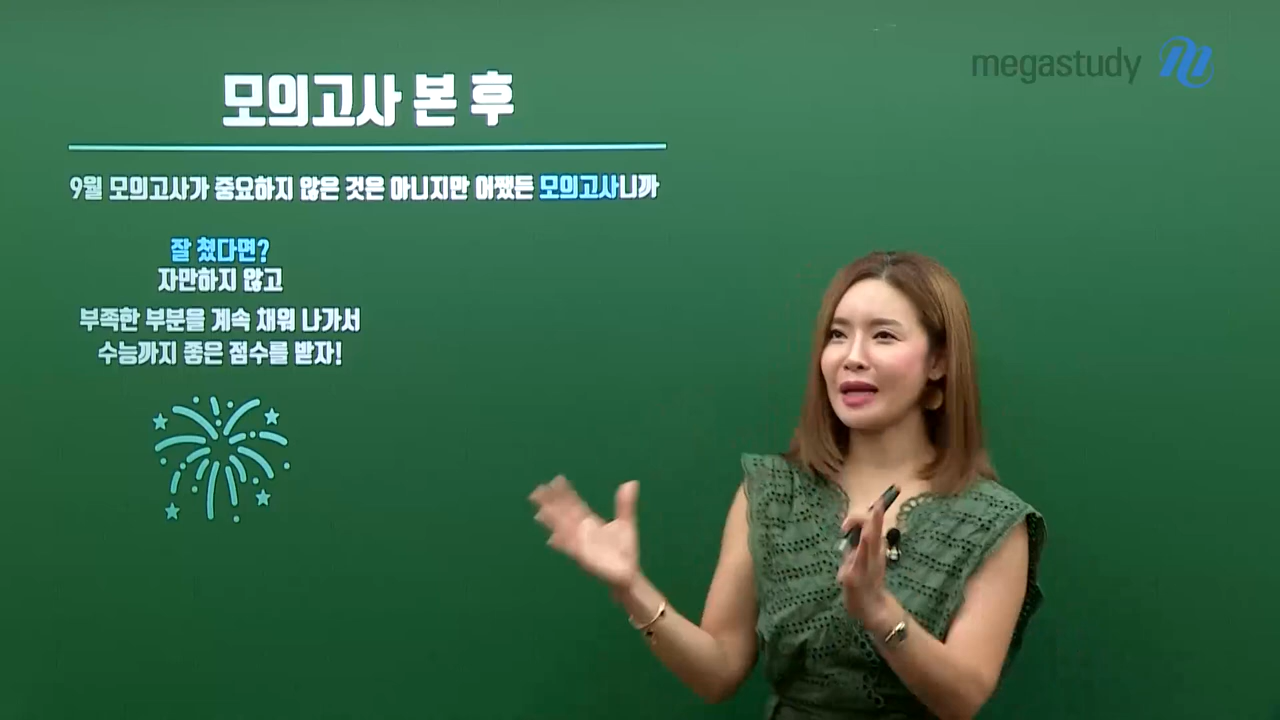 megastudy
모의고사 본 후
9월 모의고사가 중요하지 않은 것은 아니지만 어쨌든 모의고사니까
잘 쳤다면?
자만하지 않고
부족한 부분을 계속 채워 나가서
수능까지 좋은 점수를 받자!